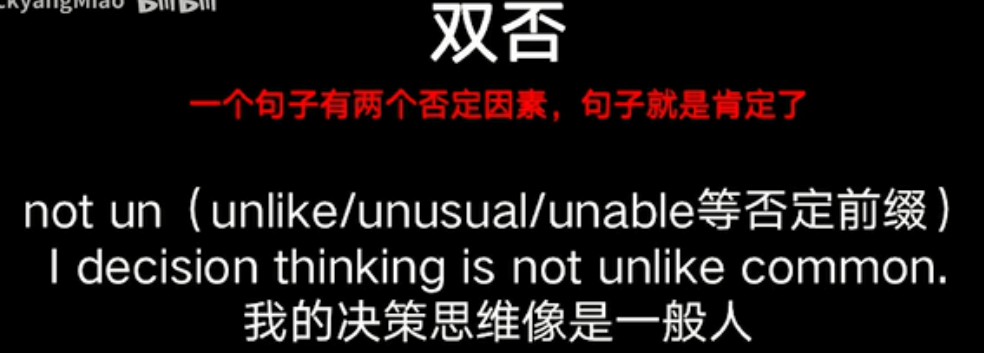 双否
一个句子有两个否定因素，句子就是肯定了
not un（unlike/unusual/unable等否定前缀）
I decision thinking is not unlike common.
我的决策思维像是一般人